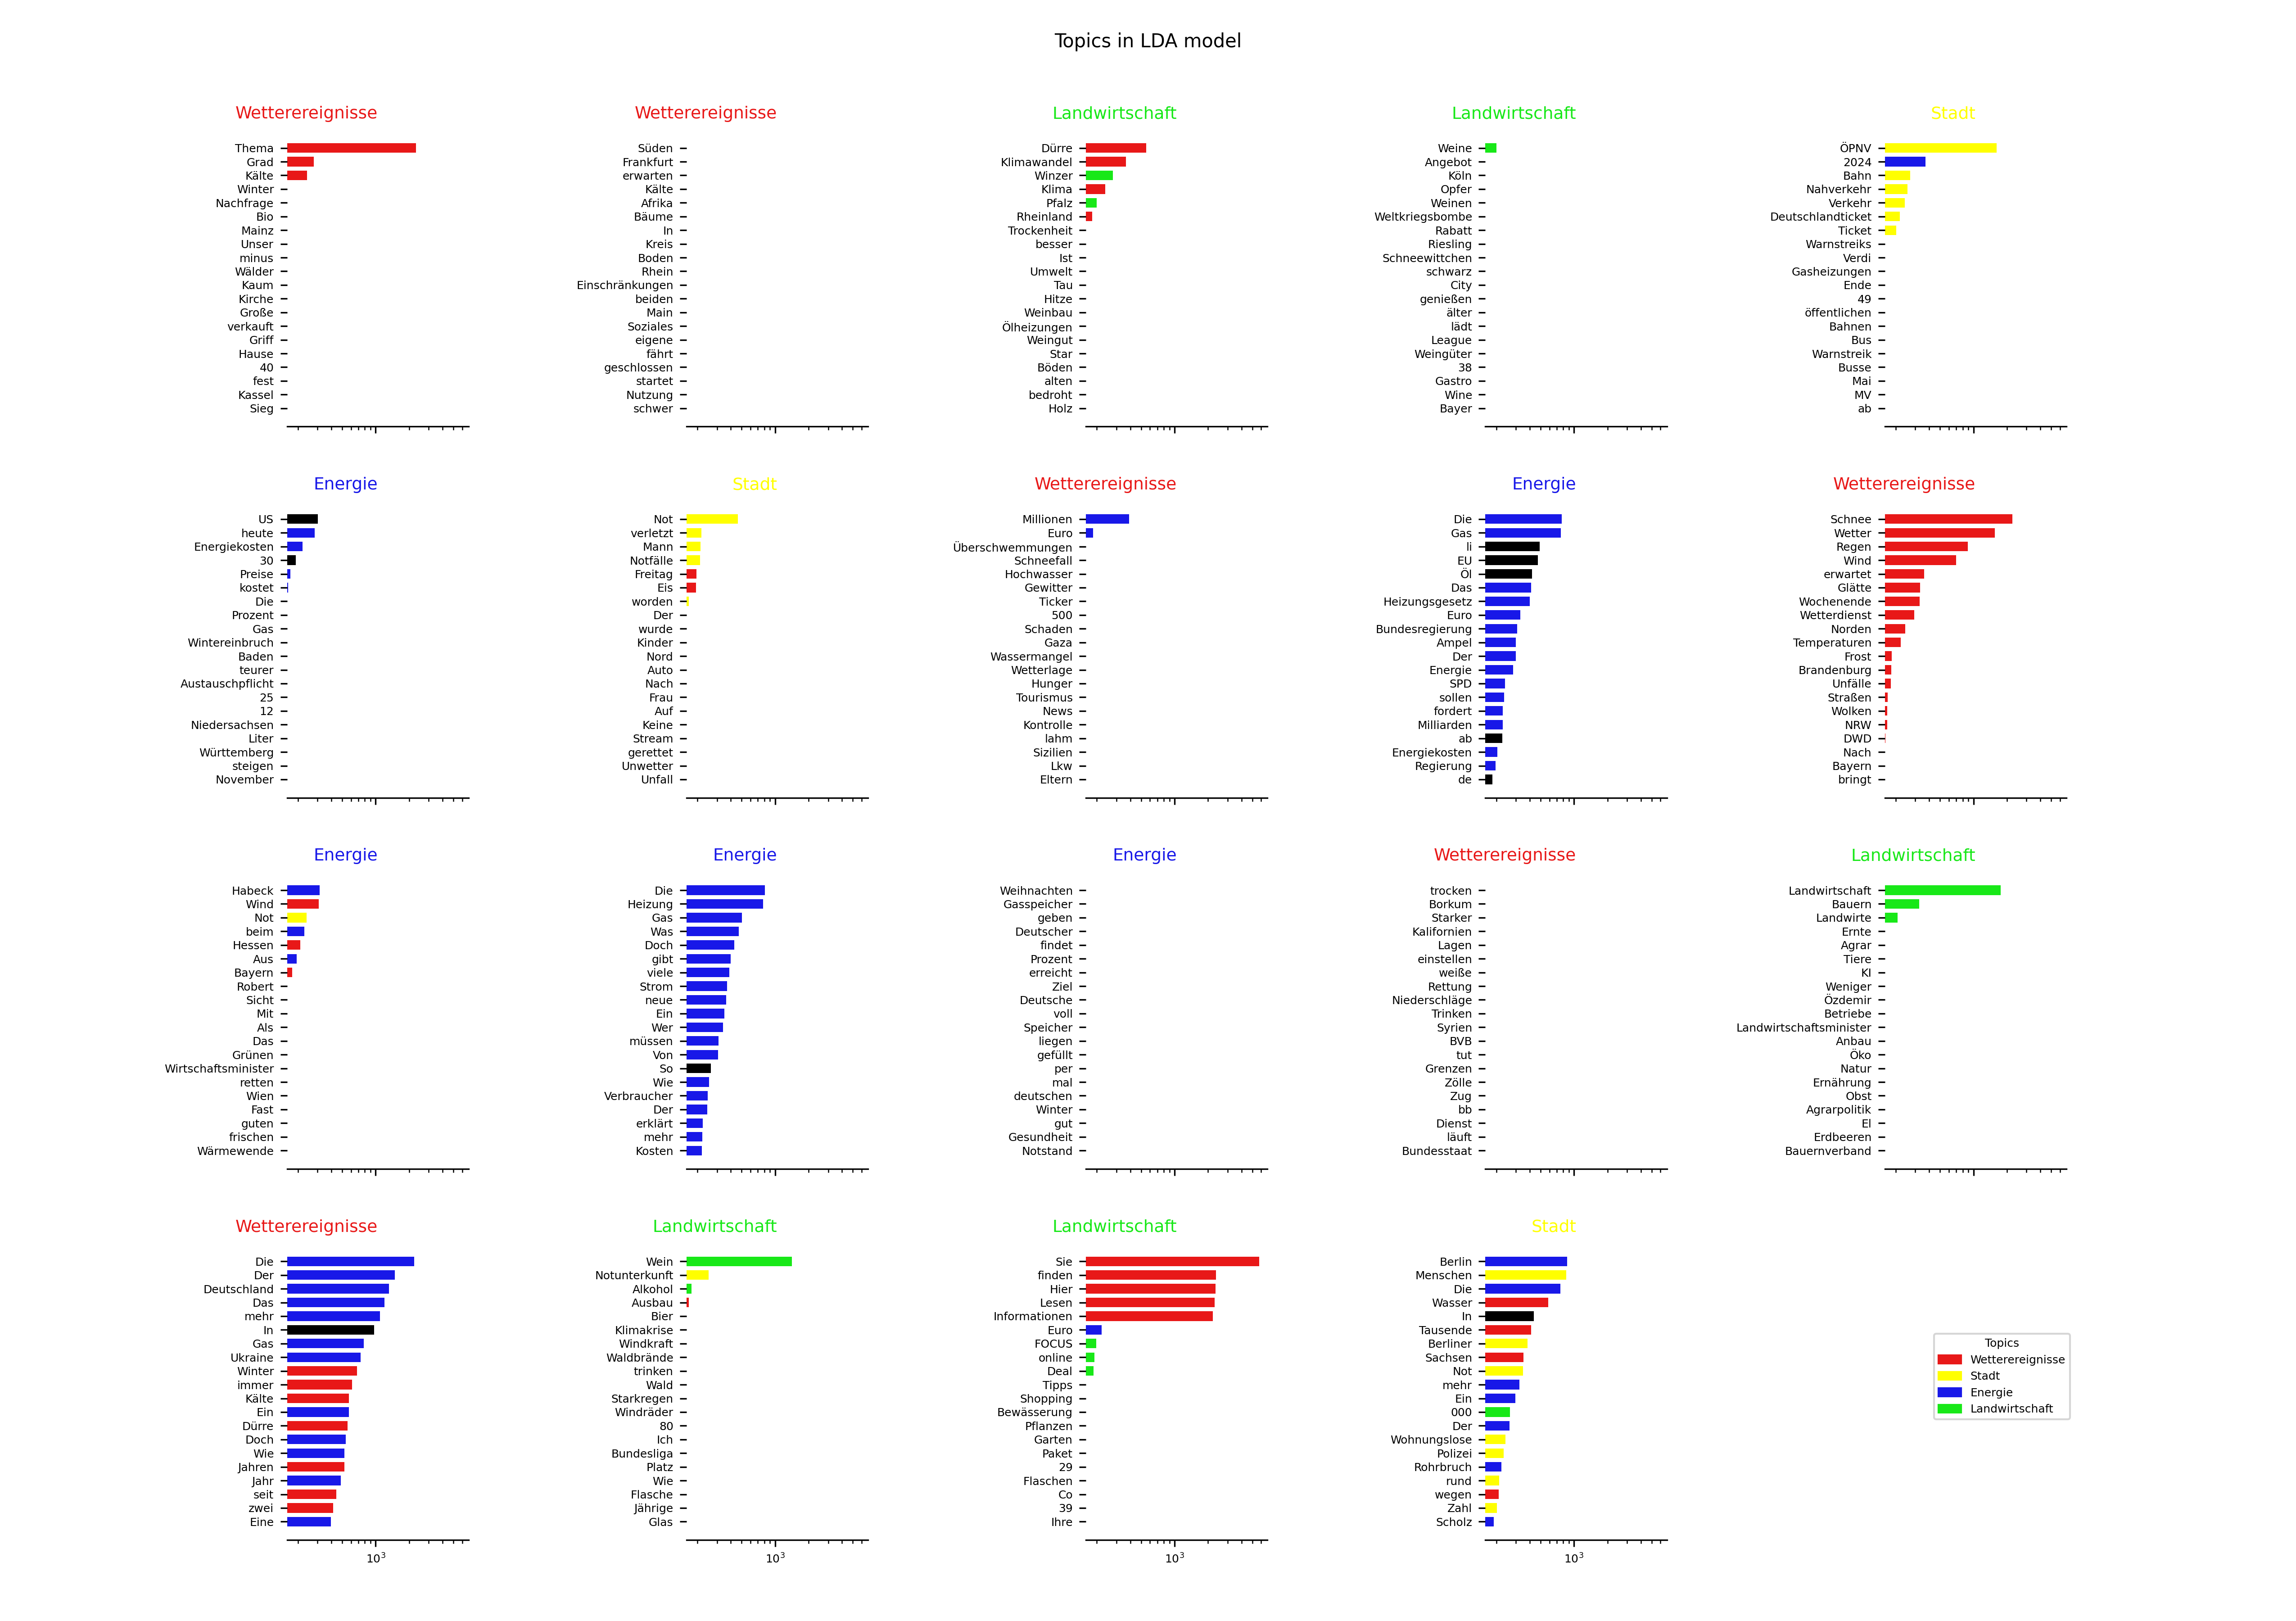 Topics in LDA model
Wetterereignisse
Thema
Grad
Kälte
Winter
Nachfrage
Bio
Mainz
Unser
minus
Wälder
Kaum
Kirche
Große
verkauft
Griff
Hause
40
fest
Kassel
Sieg
Wetterereignisse
Süden
Frankfurt
erwarten
Kälte
Afrika
Bäume
In
Kreis
Boden
Rhein
Einschränkungen
beiden
Main
Soziales
eigene
fährt
geschlossen
startet
Nutzung
schwer
Landwirtschaft
Dürre
Klimawandel
Winzer
Klima
Pfalz
Rheinland
Trockenheit
besser
Ist
Umwelt
Tau
Hitze
Weinbau
Ölheizungen
Weingut
Star
Böden
alten
bedroht
Holz
Landwirtschaft
Weine
Angebot
Köln
Opfer
Weinen
Weltkriegsbombe
Rabatt
Riesling
Schneewittchen
schwarz
City
genießen
älter
lädt
League
Weingüter
38
Gastro
Wine
Bayer
Stadt
ÖPNV
2024
Bahn
Nahverkehr
Verkehr
Deutschlandticket
Ticket
Warnstreiks
Verdi
Gasheizungen
Ende
49
öffentlichen
Bahnen
Bus
Warnstreik
Busse
Mai
MV
ab
Energie
US
heute
Energiekosten
30
Preise
kostet
Die
Prozent
Gas
Wintereinbruch
Baden
teurer
Austauschpflicht
25
12
Niedersachsen
Liter
Württemberg
steigen
November
Stadt
Not
verletzt
Mann
Notfälle
Freitag
Eis
worden
Der
wurde
Kinder
Nord
Auto
Nach
Frau
Auf
Keine
Stream
gerettet
Unwetter
Unfall
Wetterereignisse
Millionen
Euro
Überschwemmungen
Schneefall
Hochwasser
Gewitter
Ticker
500
Schaden
Gaza
Wassermangel
Wetterlage
Hunger
Tourismus
News
Kontrolle
lahm
Sizilien
Lkw
Eltern
Energie
Die
Gas
li
EU
Öl
Das
Heizungsgesetz
Euro
Bundesregierung
Ampel
Der
Energie
SPD
sollen
fordert
Milliarden
ab
Energiekosten
Regierung
de
Wetterereignisse
Schnee
Wetter
Regen
Wind
erwartet
Glätte
Wochenende
Wetterdienst
Norden
Temperaturen
Frost
Brandenburg
Unfälle
Straßen
Wolken
NRW
DWD
Nach
Bayern
bringt
Energie
Habeck
Wind
Not
beim
Hessen
Aus
Bayern
Robert
Sicht
Mit
Als
Das
Grünen
Wirtschaftsminister
retten
Wien
Fast
guten
frischen
Wärmewende
Energie
Die
Heizung
Gas
Was
Doch
gibt
viele
Strom
neue
Ein
Wer
müssen
Von
So
Wie
Verbraucher
Der
erklärt
mehr
Kosten
Energie
Weihnachten
Gasspeicher
geben
Deutscher
findet
Prozent
erreicht
Ziel
Deutsche
voll
Speicher
liegen
gefüllt
per
mal
deutschen
Winter
gut
Gesundheit
Notstand
Wetterereignisse
trocken
Borkum
Starker
Kalifornien
Lagen
einstellen
weiße
Rettung
Niederschläge
Trinken
Syrien
BVB
tut
Grenzen
Zölle
Zug
bb
Dienst
läuft
Bundesstaat
Landwirtschaft
Landwirtschaft
Bauern
Landwirte
Ernte
Agrar
Tiere
KI
Weniger
Özdemir
Betriebe
Landwirtschaftsminister
Anbau
Öko
Natur
Ernährung
Obst
Agrarpolitik
El
Erdbeeren
Bauernverband
Wetterereignisse
Die
Der
Deutschland
Das
mehr
In
Gas
Ukraine
Winter
immer
Kälte
Ein
Dürre
Doch
Wie
Jahren
Jahr
seit
zwei
Eine
10³
Landwirtschaft
Wein
Notunterkunft
Alkohol
Ausbau
Bier
Klimakrise
Windkraft
Waldbrände
trinken
Wald
Starkregen
Windräder
80
Ich
Bundesliga
Platz
Wie
Flasche
Jährige
Glas
10³
Landwirtschaft
Sie
finden
Hier
Lesen
Informationen
Euro
FOCUS
online
Deal
Tipps
Shopping
Bewässerung
Pflanzen
Garten
Paket
29
Flaschen
Co
39
Ihre
10³
Stadt
Berlin
Menschen
Die
Wasser
In
Tausende
Berliner
Sachsen
Not
mehr
Ein
000
Der
Wohnungslose
Polizei
Rohrbruch
rund
wegen
Zahl
Scholz
10³
Topics
Wetterereignisse
Stadt
Energie
Landwirtschaft